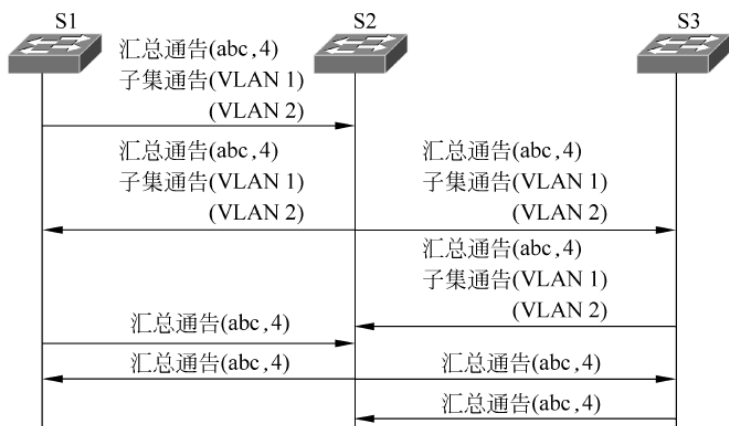 S1
S2
S3
汇总通告(abc,4)
子集通告(VLAN 1)
(VLAN 2)
汇总通告(abc,4)
子集通告(VLAN 1)
(VLAN 2)
汇总通告(abc,4)
子集通告(VLAN 1)
(VLAN 2)
汇总通告(abc,4)
子集通告(VLAN 1)
(VLAN 2)
汇总通告(abc,4)
汇总通告(abc,4)
汇总通告(abc,4)
汇总通告(abc,4)